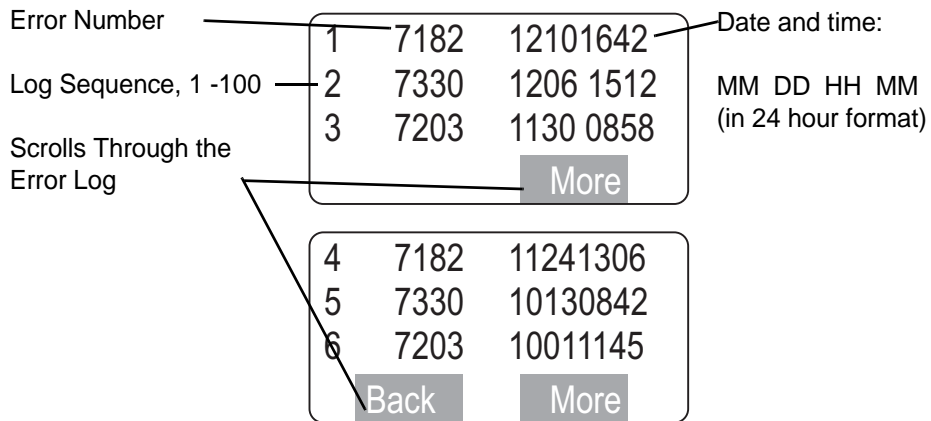 Error Number
Log Sequence, 1 -100
Scrolls Through the
Error Log
1 7182 12101642
2 7330 1206 1512
3 7203 1130 0858
More
Date and time:
MM DD HH MM
(in 24 hour format)
4 7182 11241306
5 7330 10130842
6 7203 10011145
Back More